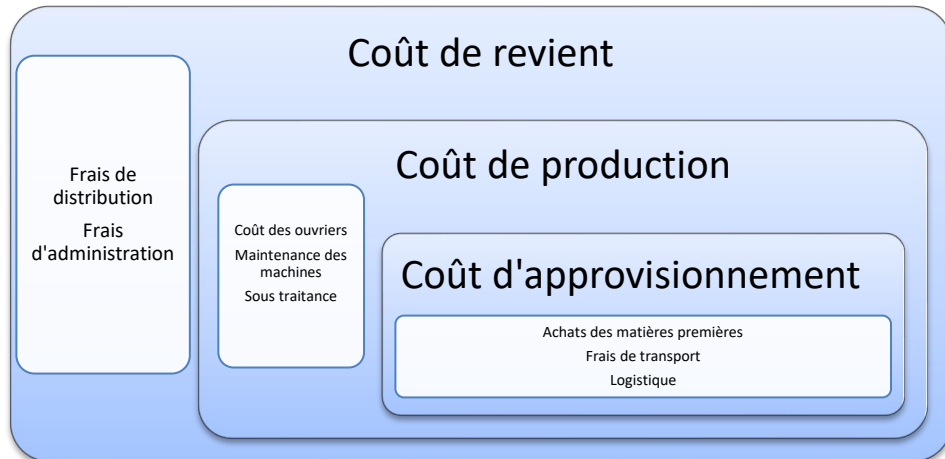 Coût de revient
Frais de
distribution
Frais
d'administration
Coût de production
Coût des ouvriers
Maintenance des
machines
Sous traitance
Coût d'approvisionnement
Achats des matières premières
Frais de transport
Logistique